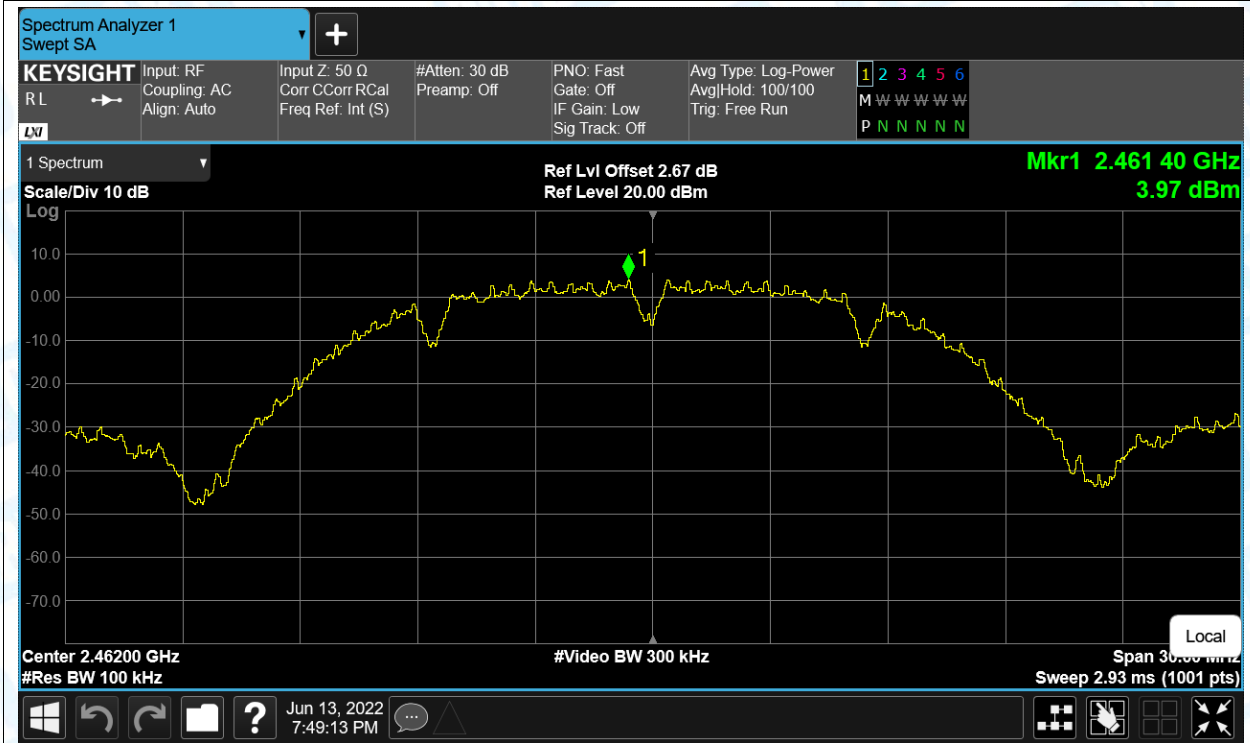 Spectrum Analyzer 1
Swept SA
KEYSIGHT
R L
LXI
Input: RF
Coupling: AC
Align: Auto
Input Z: 50 Ω
Corr CCorr RCal
Freq Ref: Int (S)
#Atten: 30 dB
Preamp: Off
PNO: Fast
Gate: Off
IF Gain: Low
Sig Track: Off
Avg Type: Log-Power
Avg|Hold: 100/100
Trig: Free Run
1 2 3 4 5 6
M W W W W W
P N N N N N
1 Spectrum
Scale/Div 10 dB
Log
Ref Lvl Offset 2.67 dB
Ref Level 20.00 dBm
Mkr1 2.461 40 GHz
3.97 dBm
1
10.0
0.00
-10.0
-20.0
-30.0
-40.0
-50.0
-60.0
-70.0
Local
Center 2.46200 GHz
#Video BW 300 kHz
Span 30.00 MHz
#Res BW 100 kHz
Sweep 2.93 ms (1001 pts)
?
Jun 13, 2022
7:49:13 PM